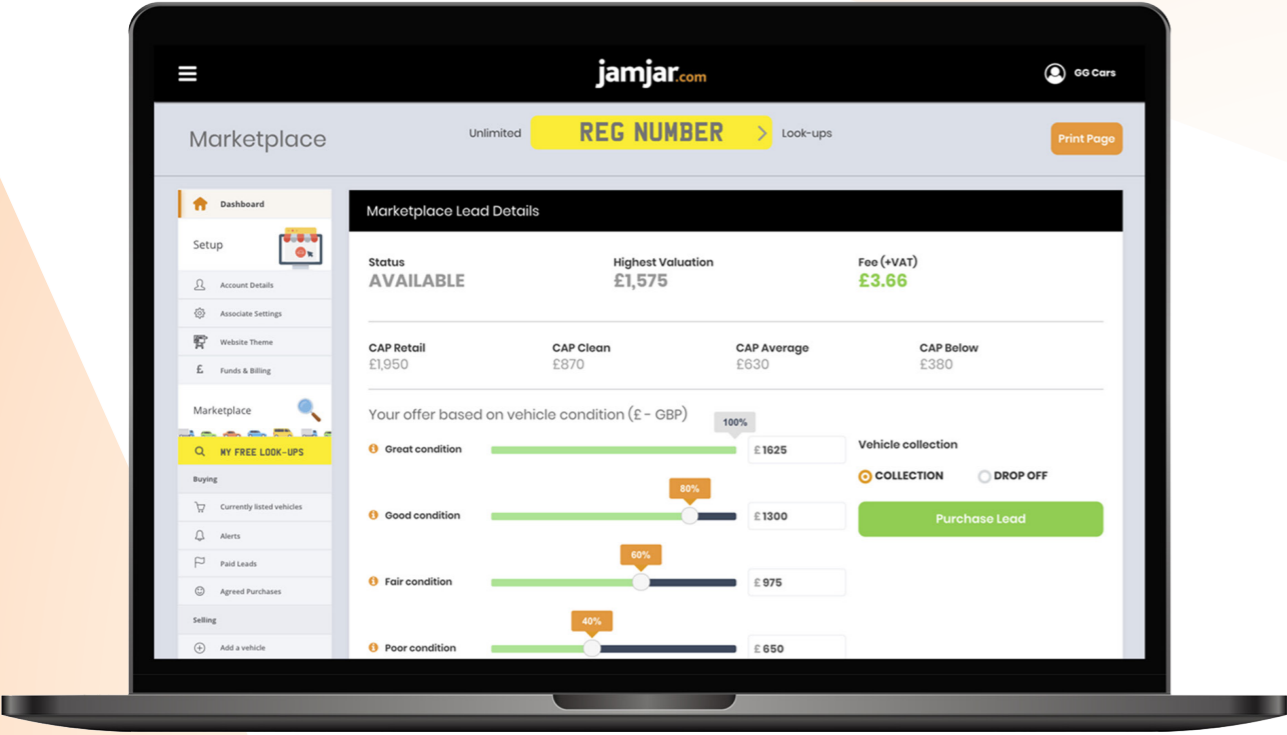 jamjar.com
GG Cars
Marketplace
Unlimited
REG NUMBER
Look-ups
Print Page
Dashboard
Setup
Account Details
Associate Settings
Website Theme
£ Funds & Billing
Marketplace
MY FREE LOOK-UPS
Buying
Currently listed vehicles
Alerts
Paid Leads
Agreed Purchases
Selling
Add a vehicle
Marketplace Lead Details
Status
AVAILABLE
Highest Valuation
£1,575
Fee (+VAT)
£3.66
CAP Retail
£1,950
CAP Clean
£870
CAP Average
£630
CAP Below
£380
Your offer based on vehicle condition (£ - GBP)
100%
Great condition
£ 1625
80%
Good condition
£ 1300
60%
Fair condition
£ 975
40%
Poor condition
£ 650
Vehicle collection
COLLECTION
DROP OFF
Purchase Lead